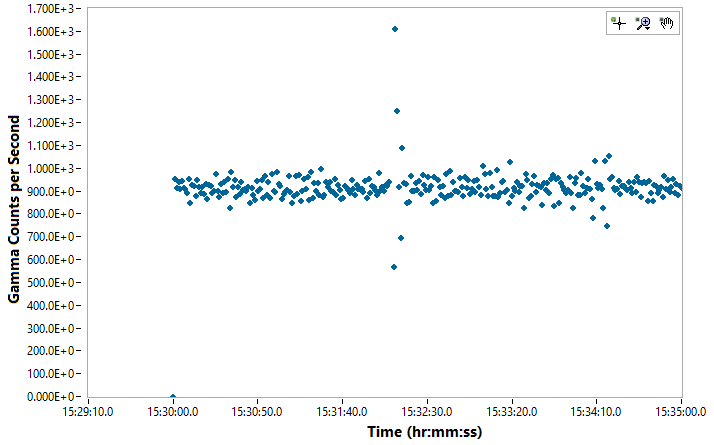 1.700E+3
1.600E+3
1.500E+3
1.400E+3
1.300E+3
1.200E+3
1.100E+3
1.000E+3
900.0E+0
800.0E+0
700.0E+0
600.0E+0
500.0E+0
400.0E+0
300.0E+0
200.0E+0
100.0E+0
0.000E+0
Gamma Counts per Second
15:29:10.0 15:30:00.0 15:30:50.0 15:31:40.0 15:32:30.0 15:33:20.0 15:34:10.0 15:35:00.0
Time (hr:mm:ss)